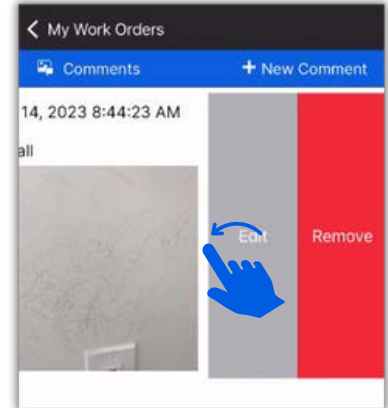 My Work Orders
Comments
+ New Comment
14, 2023 8:44:23 AM
all
Edit
Remove